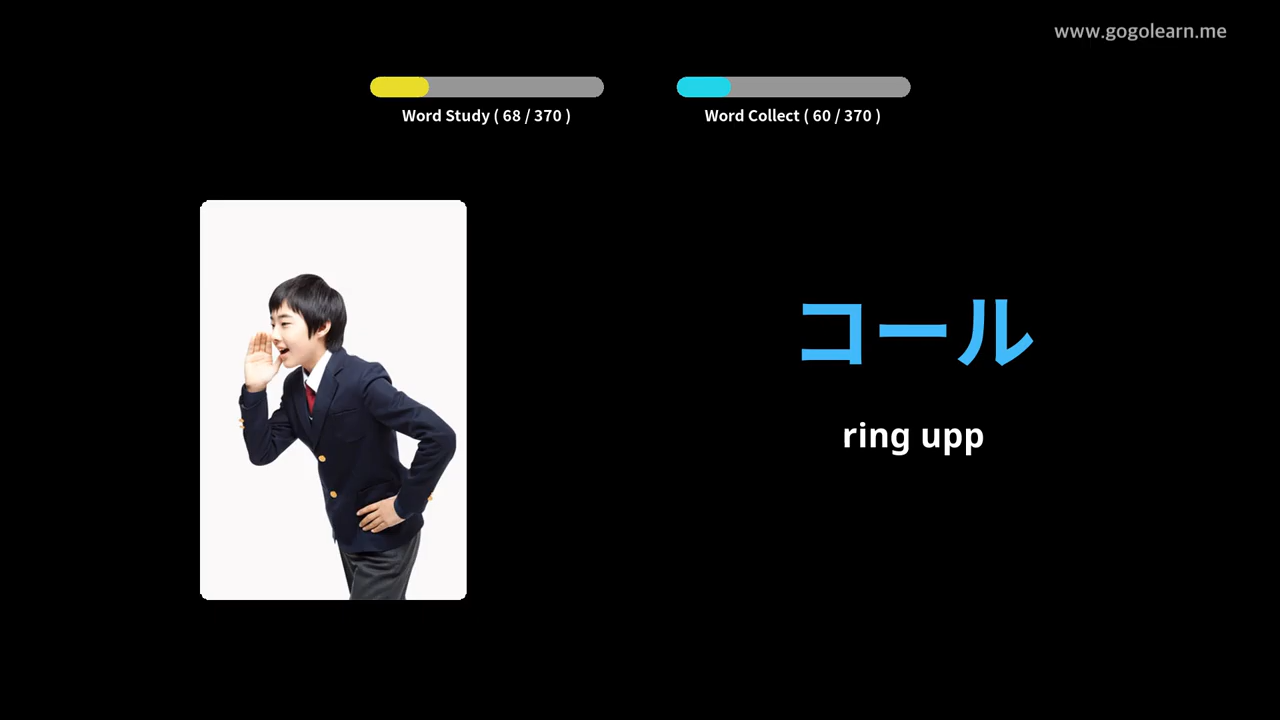 www.gogolearn.me
Word Study ( 68 / 370 )
Word Collect ( 60 / 370 )
コール
ring upp